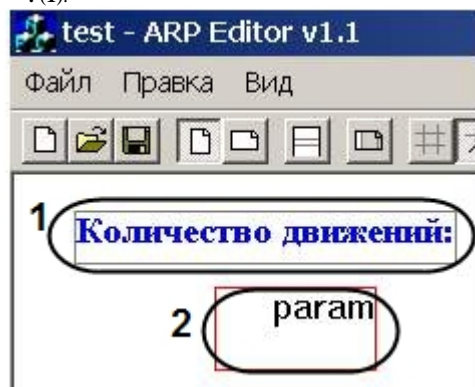 test - ARP Editor v1.1
Файл Правка Вид
1 Количество движений:
2 param